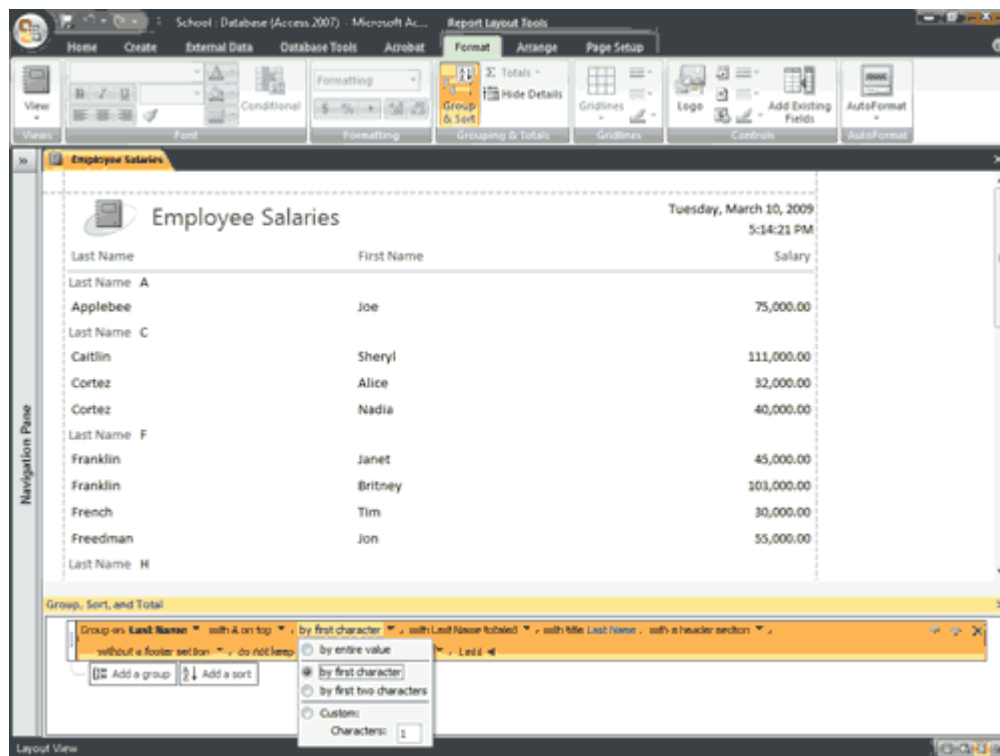 School : Database (Access 2007) - Microsoft Ac... Report Layout Tools
Home Create External Data Database Tools Acrobat Format Arrange Page Setup
View Conditional Formatting Group & Sort Σ Totals Hide Details Gridlines Logo Add Existing Fields AutoFormat
Views Font Formatting Grouping & Totals Gridlines Controls AutoFormat
» Employee Salaries
Employee Salaries Tuesday, March 10, 2009
5:14:21 PM
Last Name First Name Salary
Last Name A
Applebee Joe 75,000.00
Last Name C
Caitlin Sheryl 111,000.00
Cortez Alice 32,000.00
Cortez Nadia 40,000.00
Last Name F
Franklin Janet 45,000.00
Franklin Britney 103,000.00
French Tim 30,000.00
Freedman Jon 55,000.00
Last Name H
Navigation Pane
Group, Sort, and Total
Group on Last Name with A on top , by first character , with Last Name totaled , with title Last Name , with a header section ,
without a footer section , do not keep , Less
by entire value
by first character
by first two characters
Custom:
Characters: 1
Add a group Add a sort
Layout View